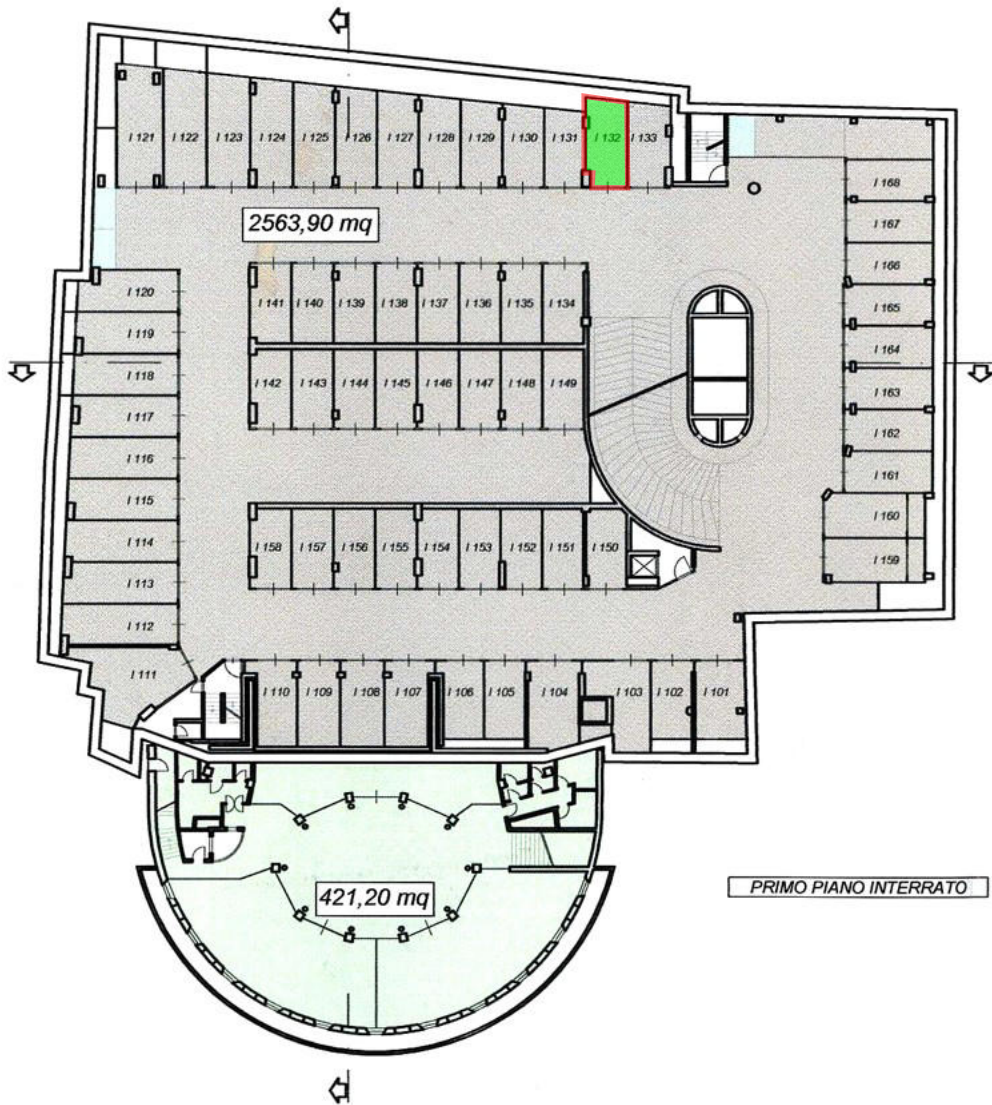 I 121
I 122
I 123
I 124
I 125
I 126
I 127
I 128
I 129
I 130
I 131
I 132
I 133
2563,90 mq
I 168
I 167
I 166
I 165
I 164
I 163
I 162
I 161
I 160
I 159
I 120
I 119
I 118
I 117
I 116
I 115
I 114
I 113
I 112
I 111
I 141
I 140
I 139
I 138
I 137
I 136
I 135
I 134
I 142
I 143
I 144
I 145
I 146
I 147
I 148
I 149
I 158
I 157
I 156
I 155
I 154
I 153
I 152
I 151
I 150
I 110
I 109
I 108
I 107
I 106
I 105
I 104
I 103
I 102
I 101
421,20 mq
PRIMO PIANO INTERRATO